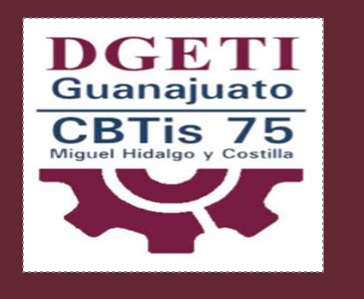 DGETI
Guanajuato
CBTis 75
Miguel Hidalgo y Costilla